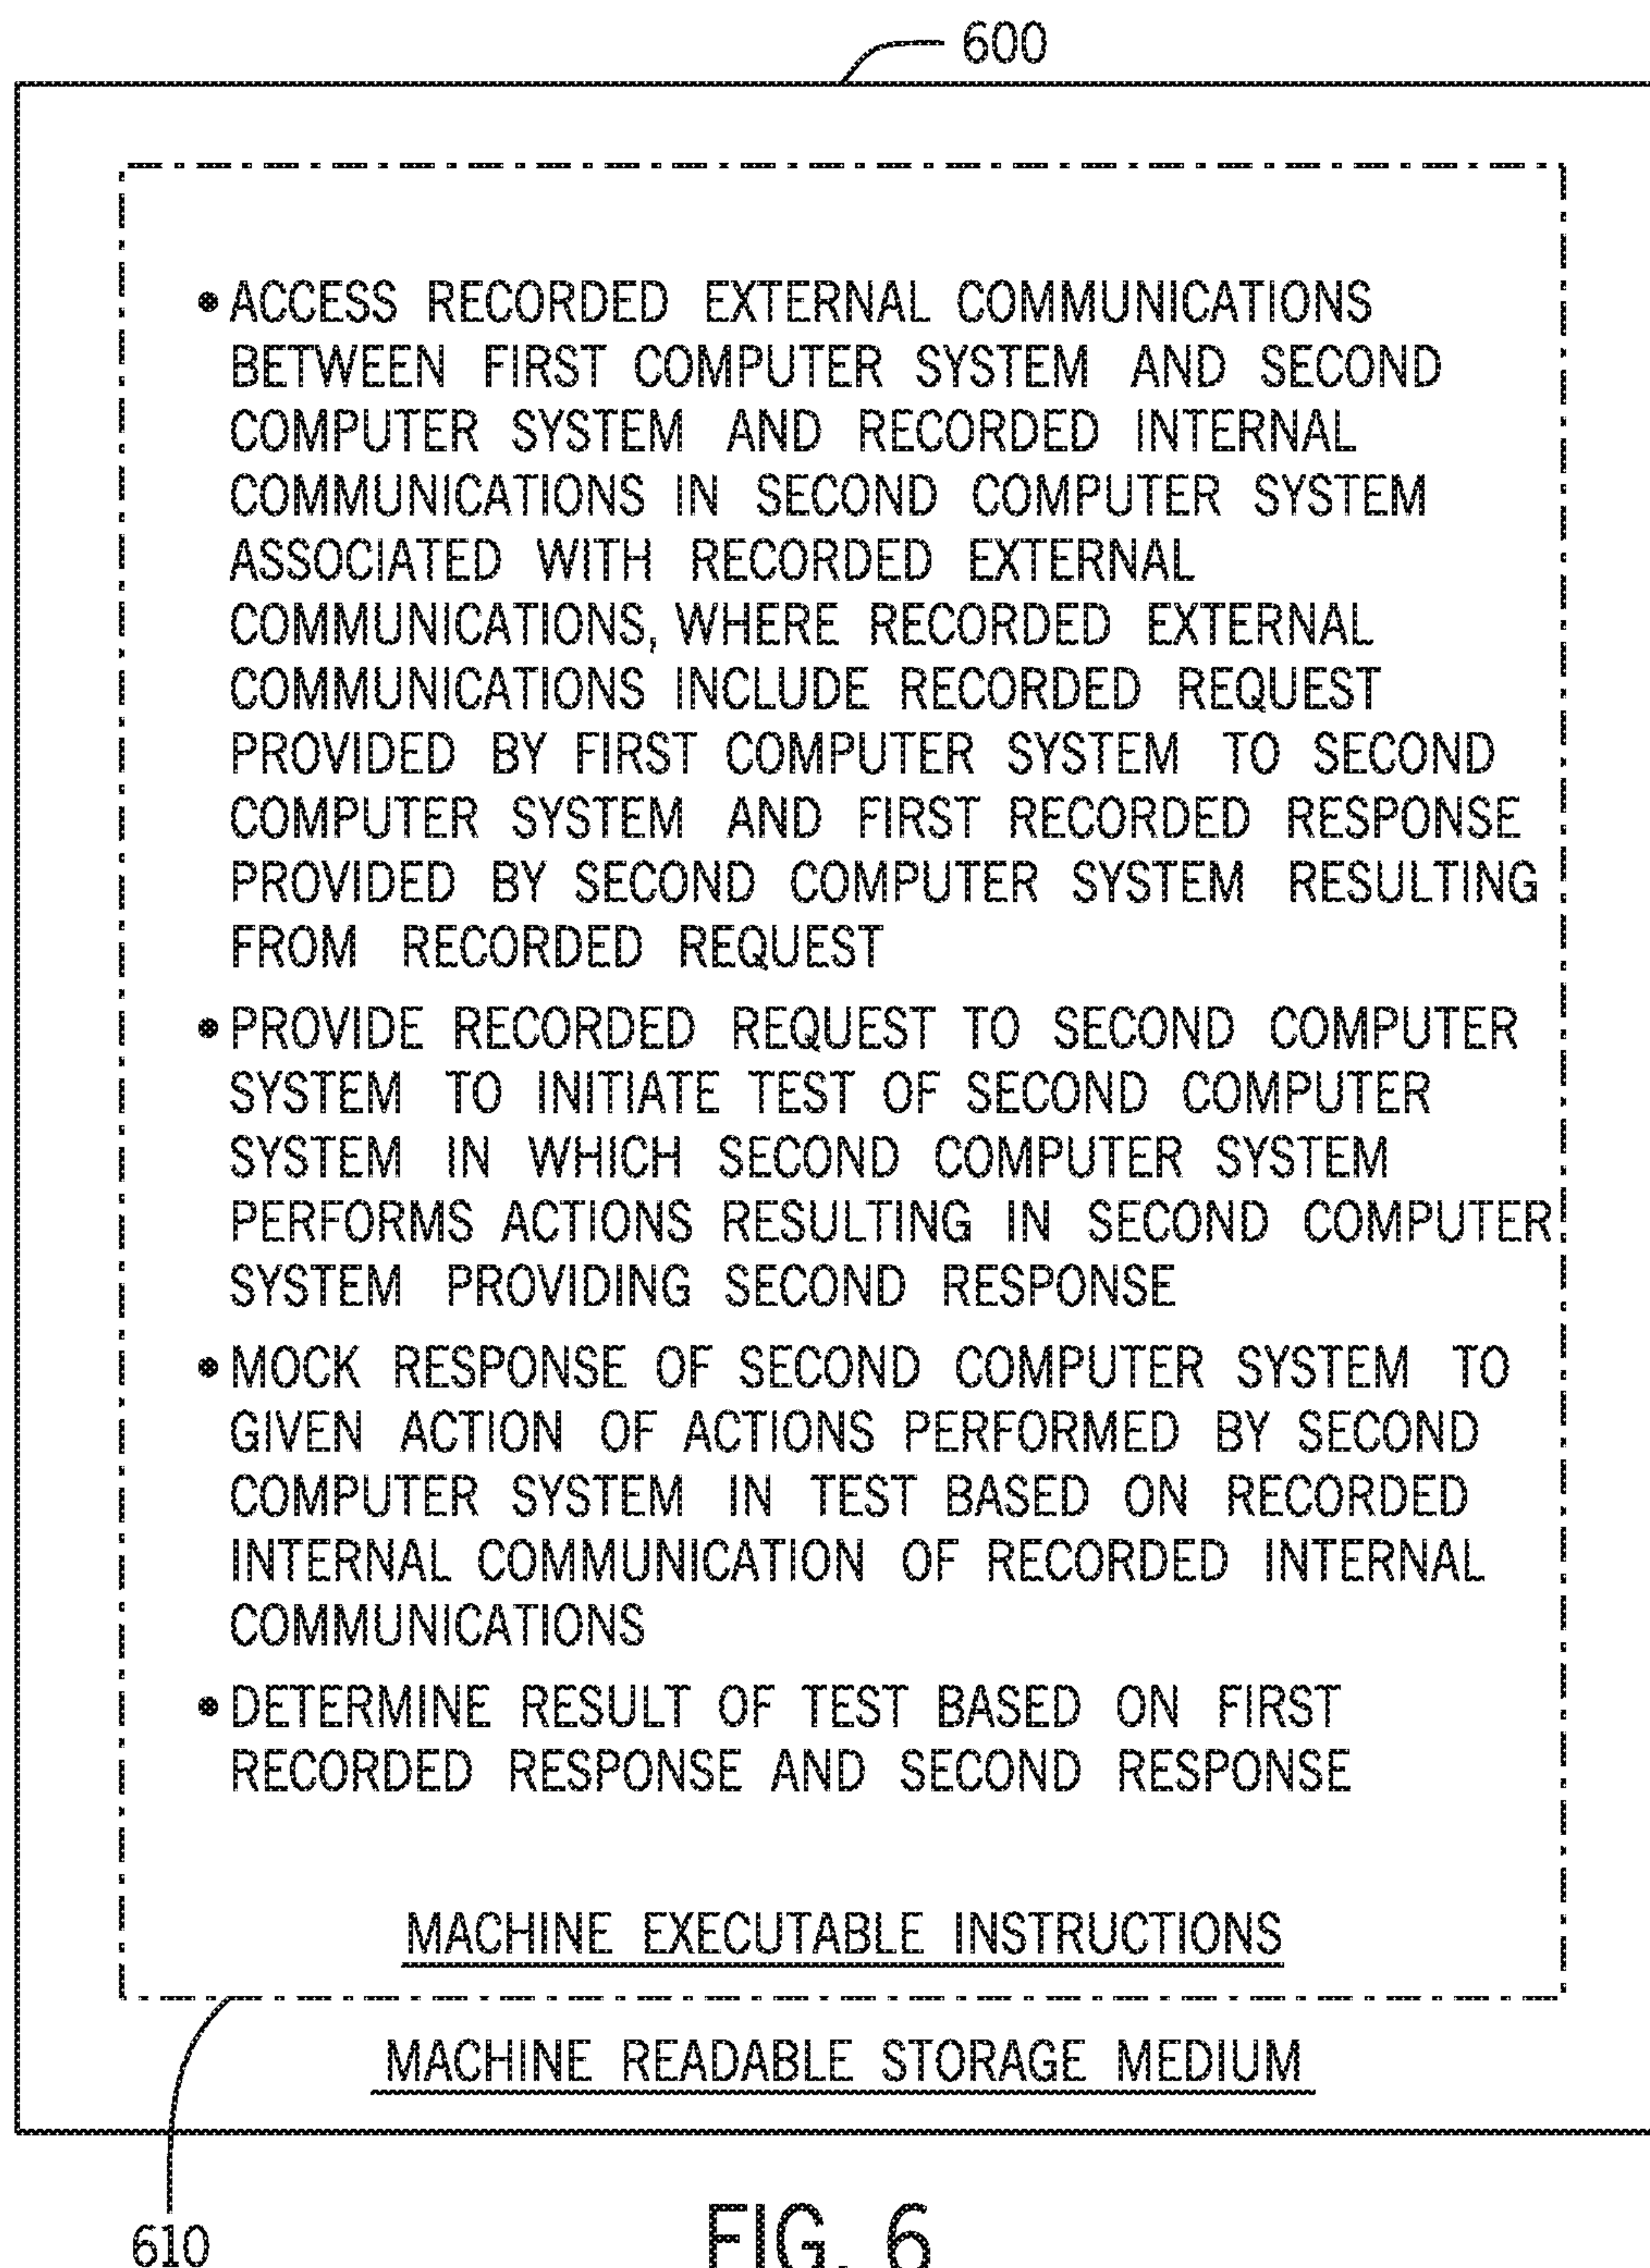 600
• ACCESS RECORDED EXTERNAL COMMUNICATIONS
BETWEEN FIRST COMPUTER SYSTEM AND SECOND
COMPUTER SYSTEM AND RECORDED INTERNAL
COMMUNICATIONS IN SECOND COMPUTER SYSTEM
ASSOCIATED WITH RECORDED EXTERNAL
COMMUNICATIONS, WHERE RECORDED EXTERNAL
COMMUNICATIONS INCLUDE RECORDED REQUEST
PROVIDED BY FIRST COMPUTER SYSTEM TO SECOND
COMPUTER SYSTEM AND FIRST RECORDED RESPONSE
PROVIDED BY SECOND COMPUTER SYSTEM RESULTING
FROM RECORDED REQUEST
• PROVIDE RECORDED REQUEST TO SECOND COMPUTER
SYSTEM TO INITIATE TEST OF SECOND COMPUTER
SYSTEM IN WHICH SECOND COMPUTER SYSTEM
PERFORMS ACTIONS RESULTING IN SECOND COMPUTER
SYSTEM PROVIDING SECOND RESPONSE
• MOCK RESPONSE OF SECOND COMPUTER SYSTEM TO
GIVEN ACTION OF ACTIONS PERFORMED BY SECOND
COMPUTER SYSTEM IN TEST BASED ON RECORDED
INTERNAL COMMUNICATION OF RECORDED INTERNAL
COMMUNICATIONS
• DETERMINE RESULT OF TEST BASED ON FIRST
RECORDED RESPONSE AND SECOND RESPONSE
MACHINE EXECUTABLE INSTRUCTIONS
MACHINE READABLE STORAGE MEDIUM
610
FIG. 6